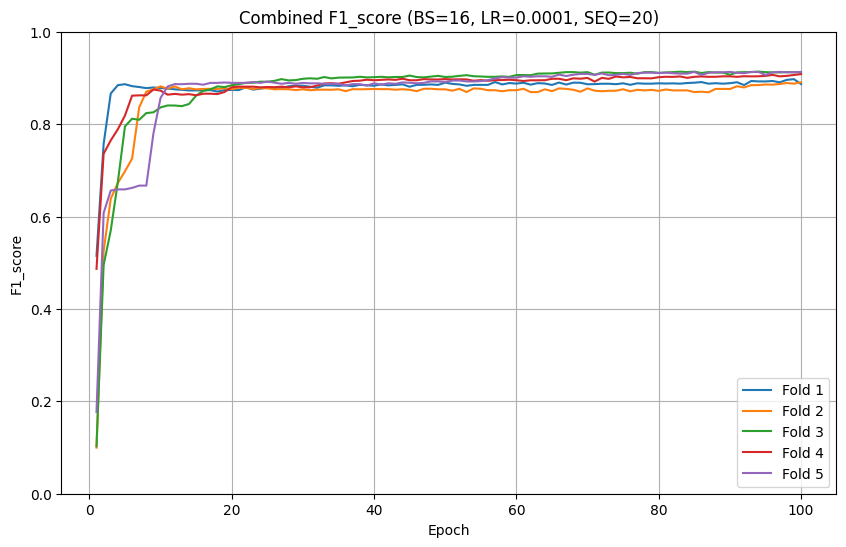 Combined F1_score (BS=16, LR=0.0001, SEQ=20)
F1_score
1.0
0.8
0.6
0.4
0.2
0.0
0
20
40
60
80
100
Epoch
Fold 1
Fold 2
Fold 3
Fold 4
Fold 5